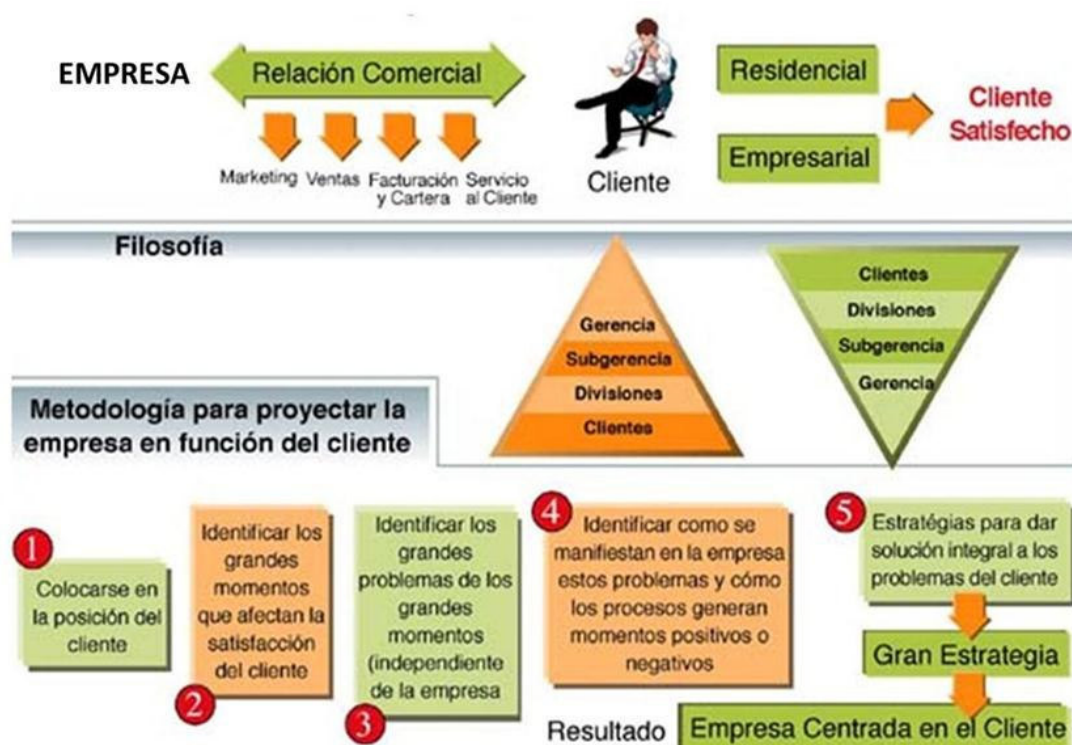 EMPRESA
Relación Comercial
Marketing
Ventas
Facturación
y Cartera
Servicio
al Cliente
Cliente
Residencial
Empresarial
Cliente
Satisfecho
Filosofía
Gerencia
Subgerencia
Divisiones
Clientes
Clientes
Divisiones
Subgerencia
Gerencia
Metodología para proyectar la
empresa en función del cliente
1
Colocarse en
la posición del
cliente
Identificar los
grandes
momentos
que afectan la
satisfacción
del cliente
2
Identificar los
grandes
problemas de los
grandes
momentos
(independiente
de la empresa
3
4
Identificar como se
manifiestan en la empresa
estos problemas y cómo
los procesos generan
momentos positivos o
negativos
5
Estratégias para dar
solución integral a los
problemas del cliente
Gran Estrategia
Resultado
Empresa Centrada en el Cliente